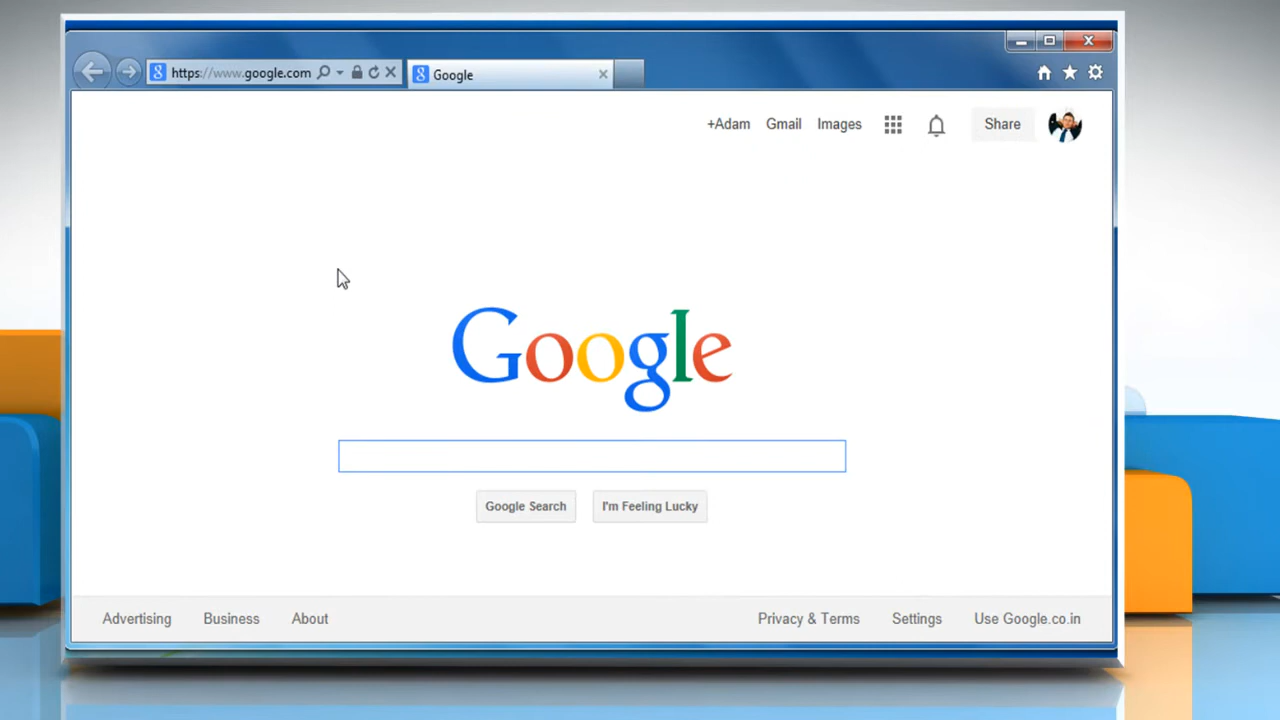 https://www.google.com
Google
+Adam Gmail Images Share
Google
Google Search I'm Feeling Lucky
Advertising Business About Privacy & Terms Settings Use Google.co.in